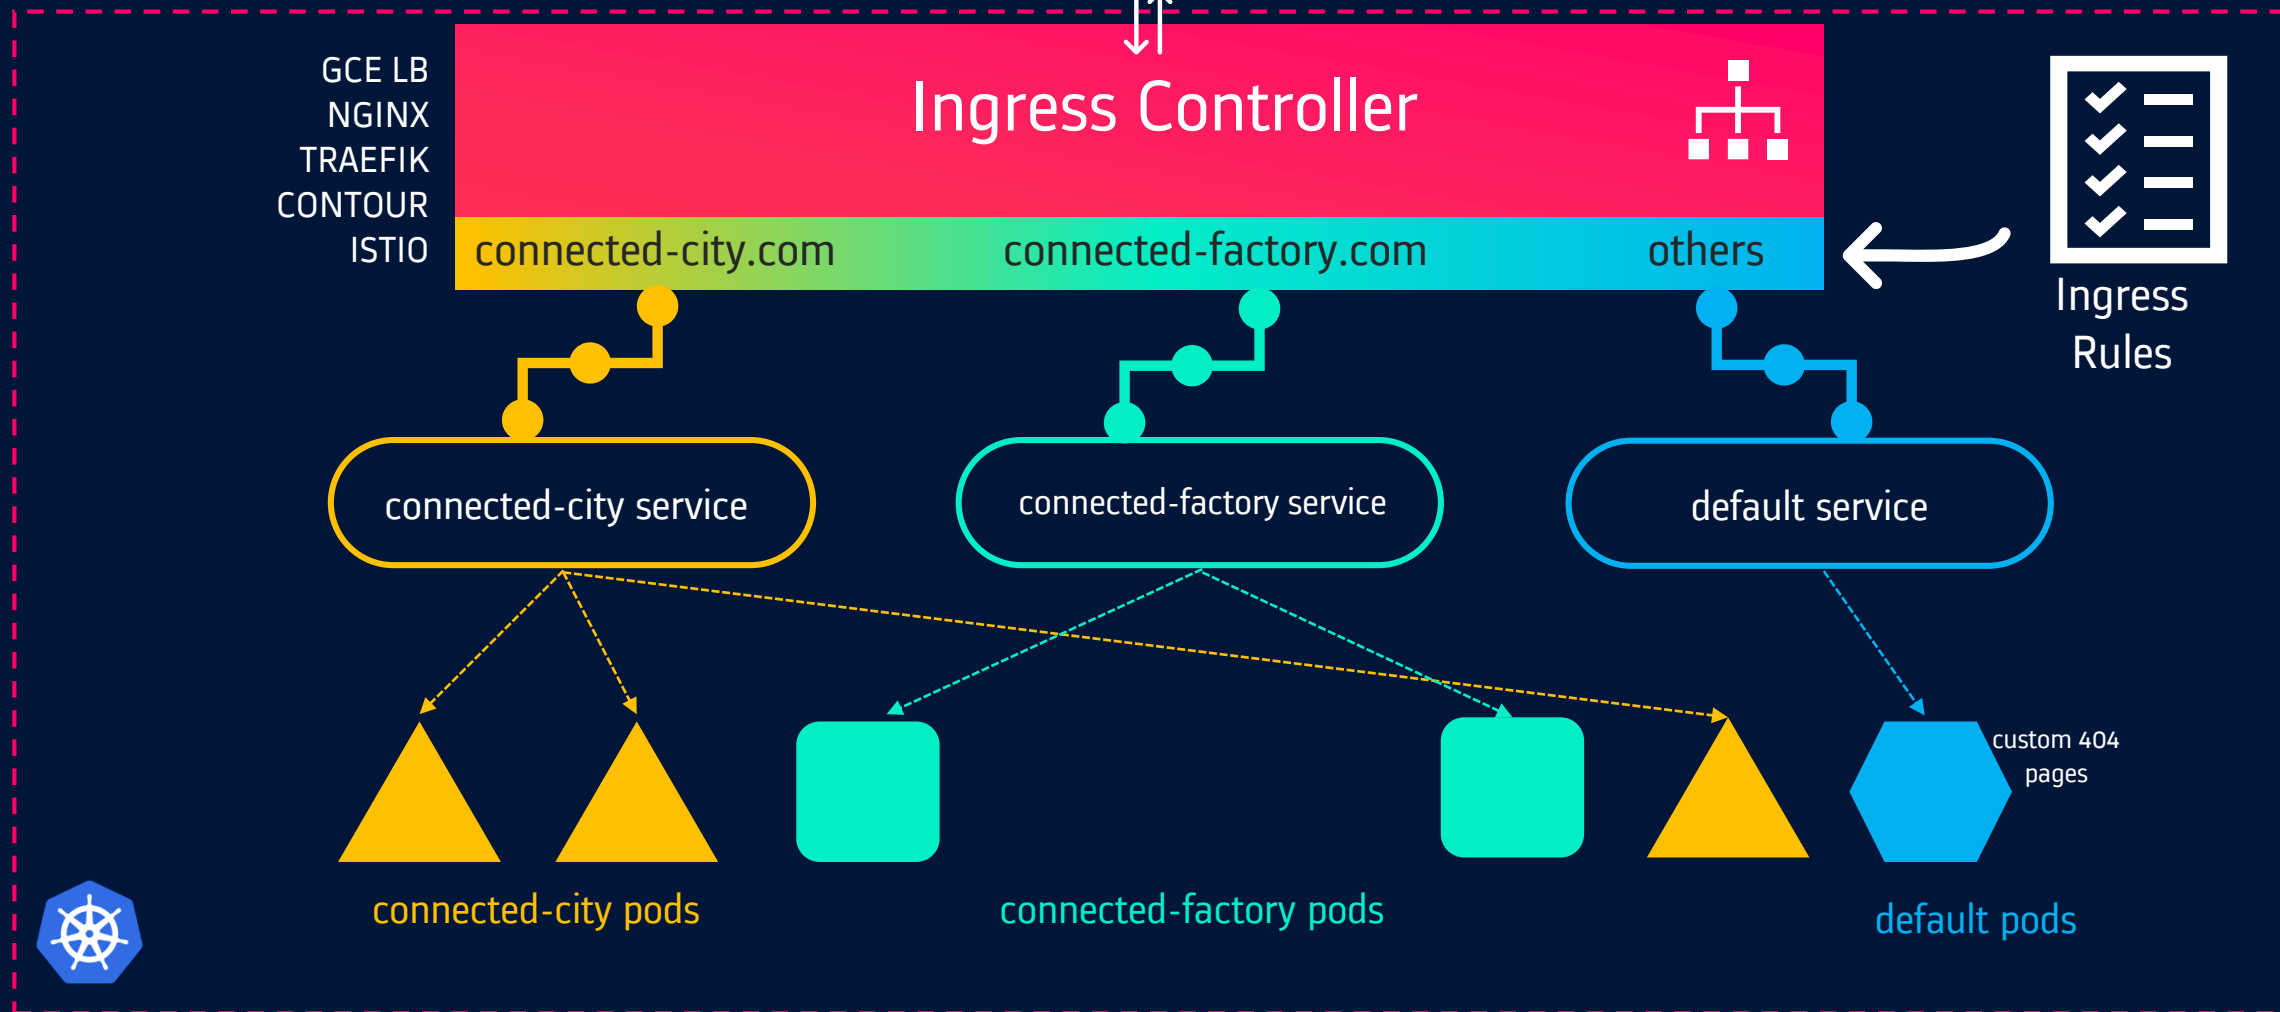 GCE LB
NGINX
TRAEFIK
CONTOUR
ISTIO
Ingress Controller
connected-city.com
connected-factory.com
others
Ingress
Rules
connected-city service
connected-factory service
default service
custom 404
pages
connected-city pods
connected-factory pods
default pods